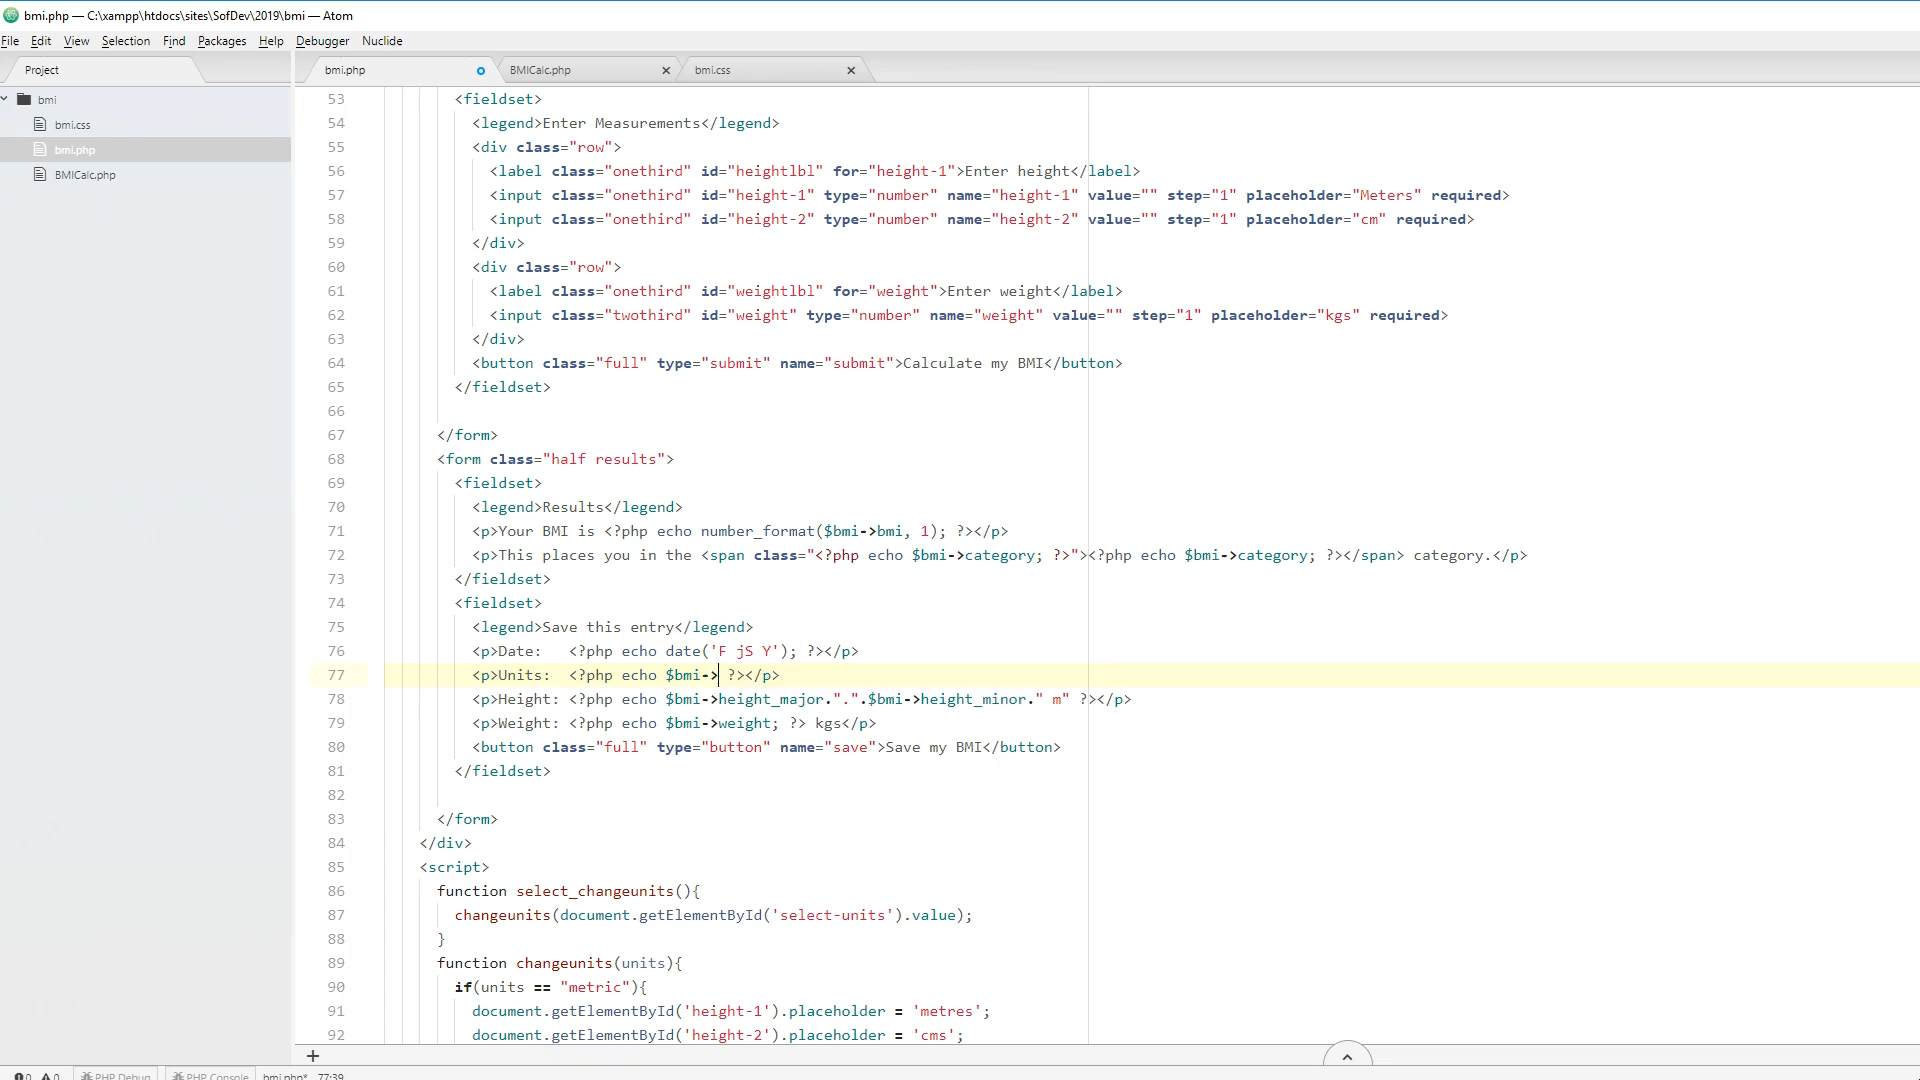 bmi.php — C:\xampp\htdocs\sites\SofDev\2019\bmi — Atom
File Edit View Selection Find Packages Help Debugger Nuclide
Project
bmi.php BMICalc.php bmi.css
bmi
bmi.css
bmi.php
BMICalc.php
53 <fieldset>
54 <legend>Enter Measurements</legend>
55 <div class="row">
56 <label class="onethird" id="heightlbl" for="height-1">Enter height</label>
57 <input class="onethird" id="height-1" type="number" name="height-1" value="" step="1" placeholder="Meters" required>
58 <input class="onethird" id="height-2" type="number" name="height-2" value="" step="1" placeholder="cm" required>
59 </div>
60 <div class="row">
61 <label class="onethird" id="weightlbl" for="weight">Enter weight</label>
62 <input class="twothird" id="weight" type="number" name="weight" value="" step="1" placeholder="kgs" required>
63 </div>
64 <button class="full" type="submit" name="submit">Calculate my BMI</button>
65 </fieldset>
66
67 </form>
68 <form class="half results">
69 <fieldset>
70 <legend>Results</legend>
71 <p>Your BMI is <?php echo number_format($bmi->bmi, 1); ?></p>
72 <p>This places you in the <span class="<?php echo $bmi->category; ?>"><?php echo $bmi->category; ?></span> category.</p>
73 </fieldset>
74 <fieldset>
75 <legend>Save this entry</legend>
76 <p>Date: <?php echo date('F jS Y'); ?></p>
77 <p>Units: <?php echo $bmi-> ?></p>
78 <p>Height: <?php echo $bmi->height_major.".".$bmi->height_minor." m" ?></p>
79 <p>Weight: <?php echo $bmi->weight; ?> kgs</p>
80 <button class="full" type="button" name="save">Save my BMI</button>
81 </fieldset>
82
83 </form>
84 </div>
85 <script>
86 function select_changeunits(){
87 changeunits(document.getElementById('select-units').value);
88 }
89 function changeunits(units){
90 if(units == "metric"){
91 document.getElementById('height-1').placeholder = 'metres';
92 document.getElementById('height-2').placeholder = 'cms';
0 0 PHP Debug PHP Console bmi.php* 77:39